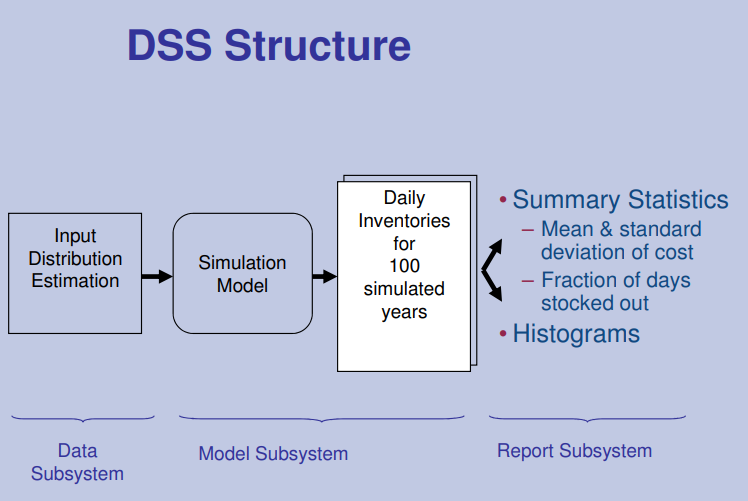 DSS Structure
Input
Distribution
Estimation
Simulation
Model
Daily
Inventories
for
100
simulated
years
• Summary Statistics
– Mean & standard
deviation of cost
– Fraction of days
stocked out
• Histograms
Data
Subsystem
Model Subsystem
Report Subsystem